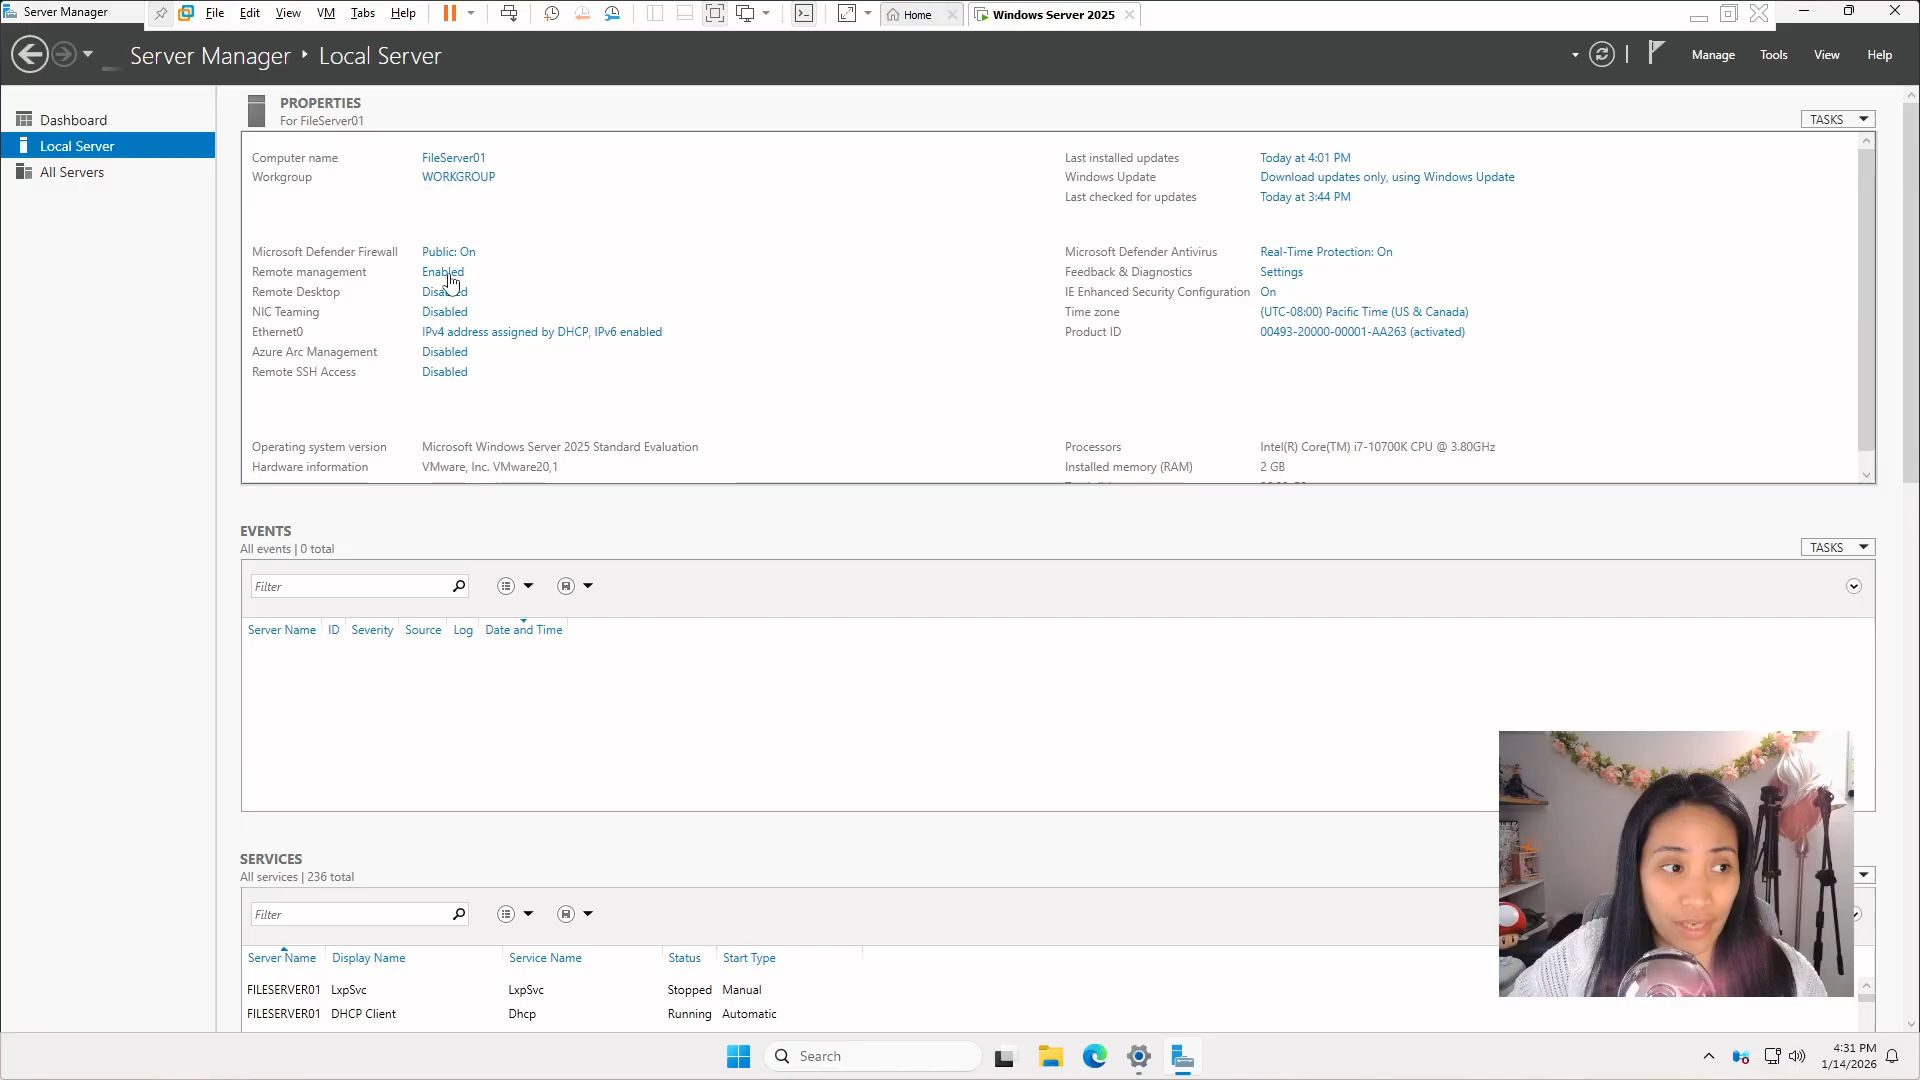 Server Manager
File Edit View VM Tabs Help
Home
Windows Server 2025
Server Manager ‣ Local Server
Manage Tools View Help
Dashboard
Local Server
All Servers
PROPERTIES
For FileServer01
TASKS
Computer name FileServer01
Workgroup WORKGROUP
Last installed updates Today at 4:01 PM
Windows Update Download updates only, using Windows Update
Last checked for updates Today at 3:44 PM
Microsoft Defender Firewall Public: On
Remote management Enabled
Remote Desktop Disabled
NIC Teaming Disabled
Ethernet0 IPv4 address assigned by DHCP, IPv6 enabled
Azure Arc Management Disabled
Remote SSH Access Disabled
Microsoft Defender Antivirus Real-Time Protection: On
Feedback & Diagnostics Settings
IE Enhanced Security Configuration On
Time zone (UTC-08:00) Pacific Time (US & Canada)
Product ID 00493-20000-00001-AA263 (activated)
Operating system version Microsoft Windows Server 2025 Standard Evaluation
Hardware information VMware, Inc. VMware20,1
Processors Intel(R) Core(TM) i7-10700K CPU @ 3.80GHz
Installed memory (RAM) 2 GB
EVENTS
All events | 0 total
TASKS
Filter
Server Name ID Severity Source Log Date and Time
SERVICES
All services | 236 total
Filter
Server Name Display Name Service Name Status Start Type
FILESERVER01 LxpSvc LxpSvc Stopped Manual
FILESERVER01 DHCP Client Dhcp Running Automatic
Search
4:31 PM
1/14/2026